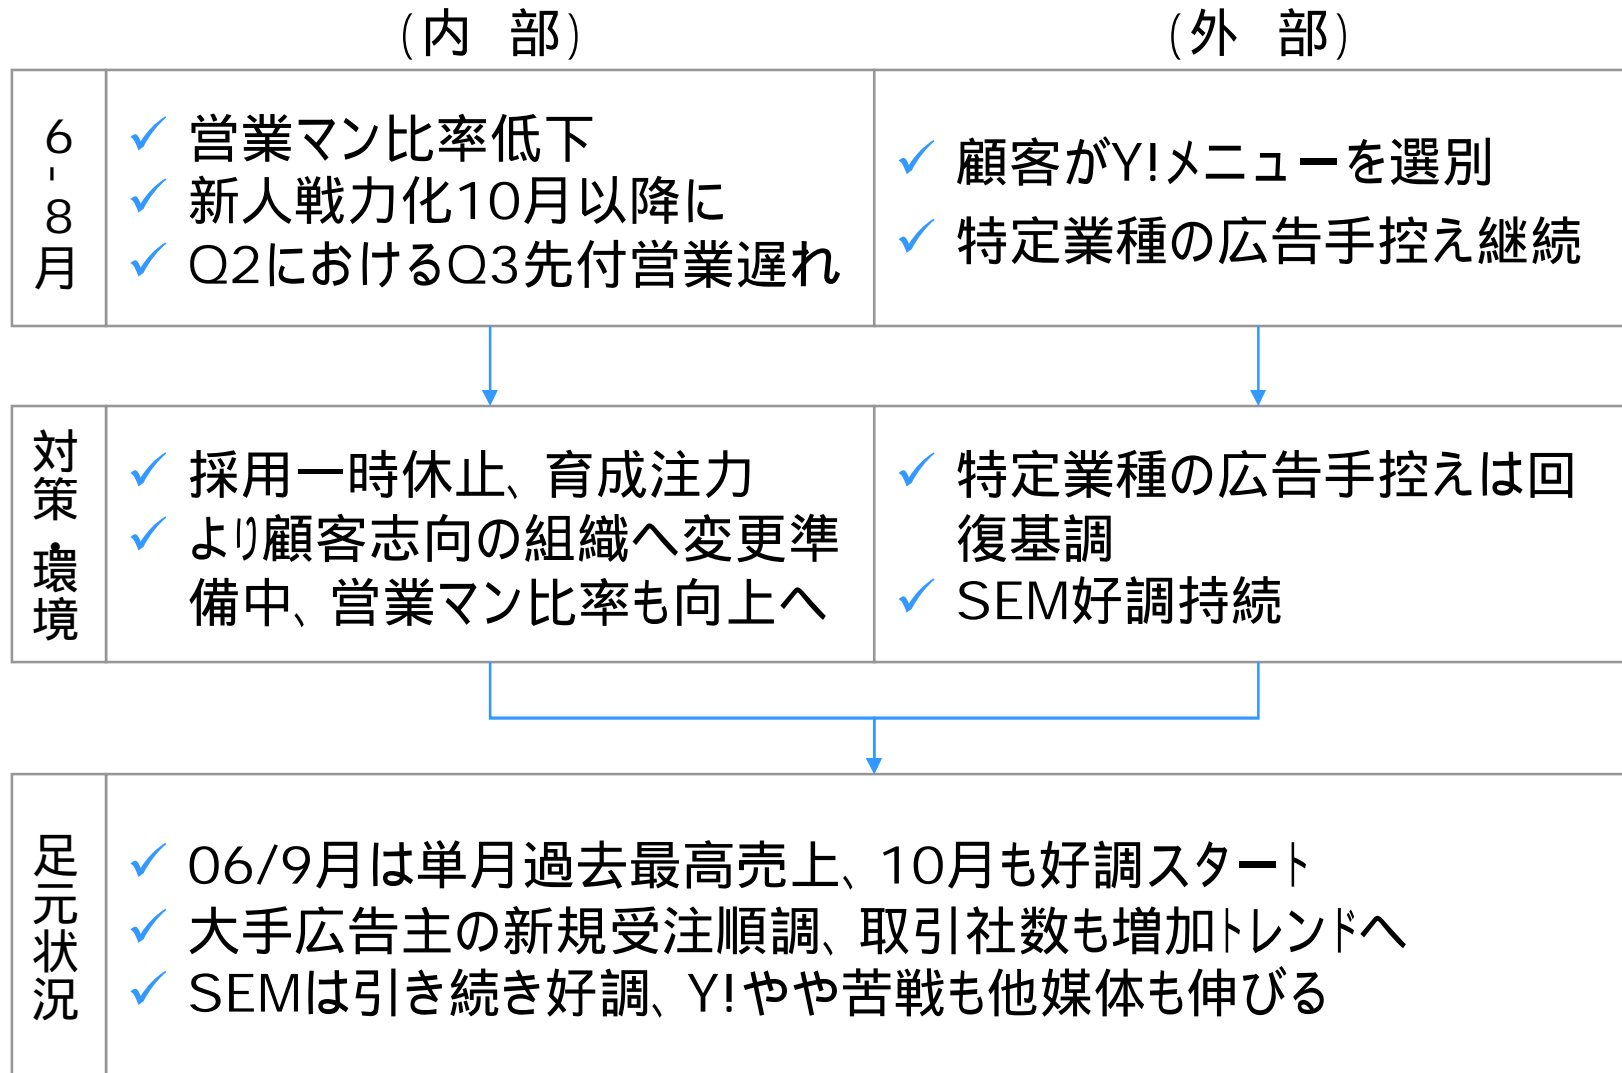 (内　部)
(外　部)
6-8月
✓ 営業マン比率低下
✓ 新人戦力化10月以降に
✓ Q2におけるQ3先付営業遅れ
✓ 顧客がY!メニューを選別
✓ 特定業種の広告手控え継続
対策・環境
✓ 採用一時休止、育成注力
✓ より顧客志向の組織へ変更準
備中、営業マン比率も向上へ
✓ 特定業種の広告手控えは回
復基調
✓ SEM好調持続
足元状況
✓ 06/9月は単月過去最高売上、10月も好調スタート
✓ 大手広告主の新規受注順調、取引社数も増加トレンドへ
✓ SEMは引き続き好調、Y!やや苦戦も他媒体も伸びる